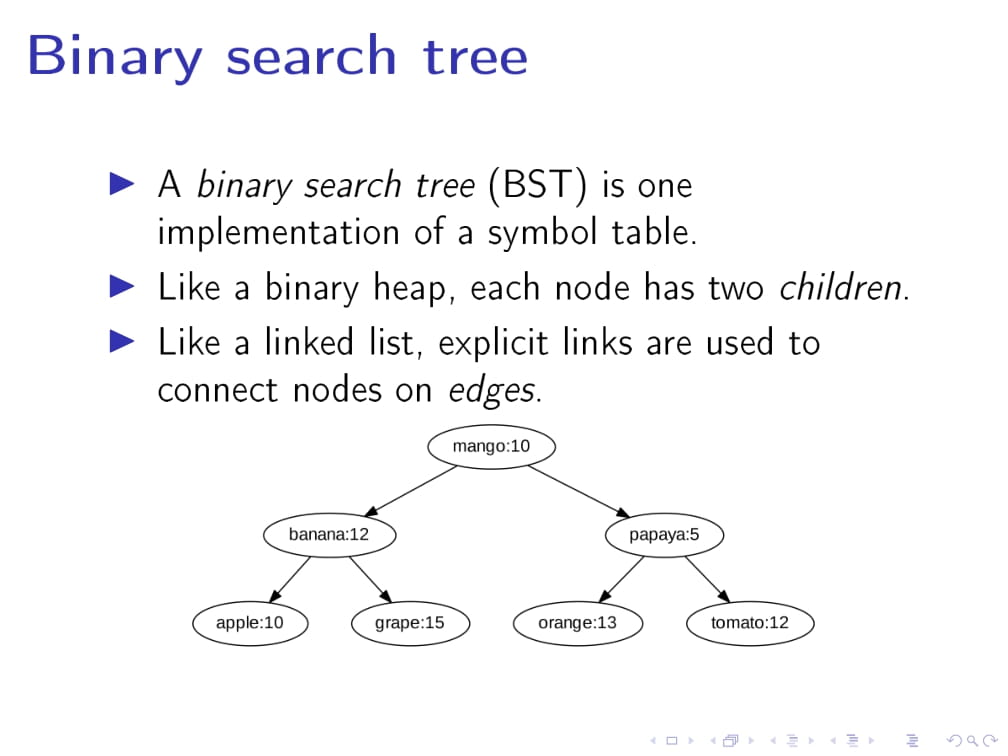 Binary search tree
A binary search tree (BST) is one
implementation of a symbol table.
Like a binary heap, each node has two children.
Like a linked list, explicit links are used to
connect nodes on edges.
mango:10
banana:12 papaya:5
apple:10 grape:15 orange:13 tomato:12